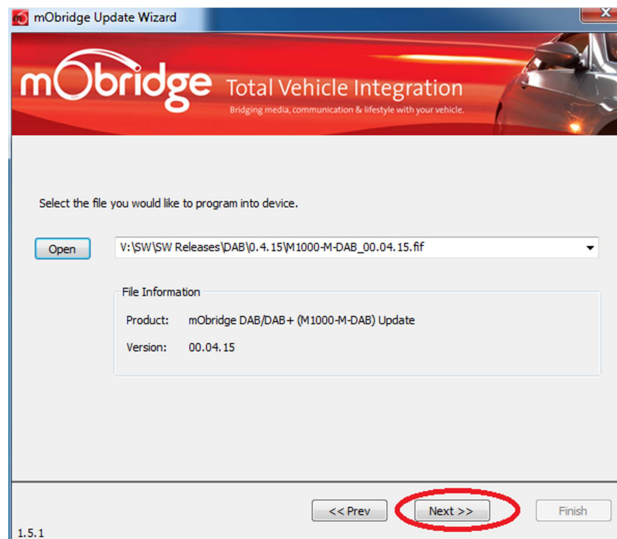 mObridge Update Wizard
mObridge Total Vehicle Integration
Bridging media, communication & lifestyle with your vehicle.
Select the file you would like to program into device.
Open V:\SW\SW Releases\DAB\0.4.15\M1000-M-DAB_00.04.15.fif
File Information
Product: mObridge DAB/DAB+ (M1000-M-DAB) Update
Version: 00.04.15
<< Prev Next >> Finish
1.5.1